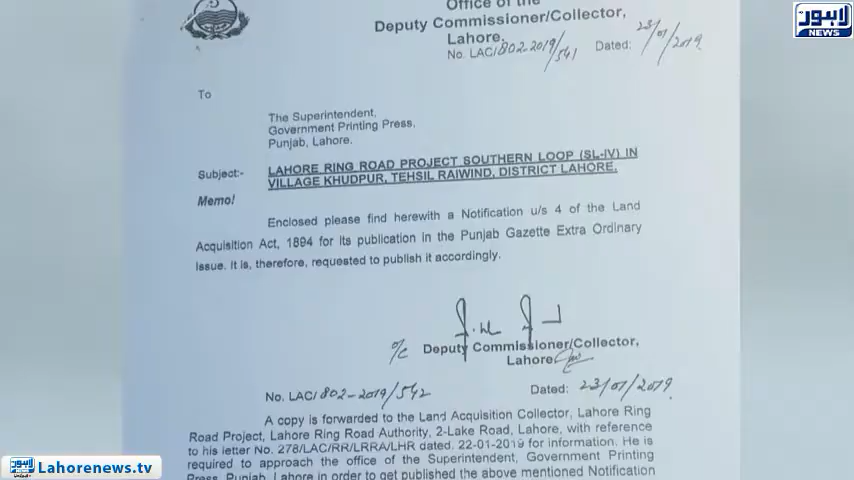 Office of the
Deputy Commissioner/Collector,
Lahore.
No. LAC/802-2019/541 Dated: 23/01/2019
لاہور
NEWS
To
The Superintendent,
Government Printing Press,
Punjab, Lahore.
Subject:- LAHORE RING ROAD PROJECT SOUTHERN LOOP (SL-IV) IN
VILLAGE KHUDPUR, TEHSIL RAIWIND, DISTRICT LAHORE.
Memo!
Enclosed please find herewith a Notification u/s 4 of the Land
Acquisition Act, 1894 for its publication in the Punjab Gazette Extra Ordinary
Issue. It is, therefore, requested to publish it accordingly.
o/c Deputy Commissioner/Collector,
Lahore
No. LAC/802-2019/542 Dated: 23/01/2019
A copy is forwarded to the Land Acquisition Collector, Lahore Ring
Road Project, Lahore Ring Road Authority, 2-Lake Road, Lahore, with reference
to his letter No. 278/LAC/RR/LRRA/LHR dated 22-01-2019 for information. He is
required to approach the office of the Superintendent, Government Printing
Press, Punjab, Lahore in order to get published the above mentioned Notification
لاہور
Lahorenews.tv